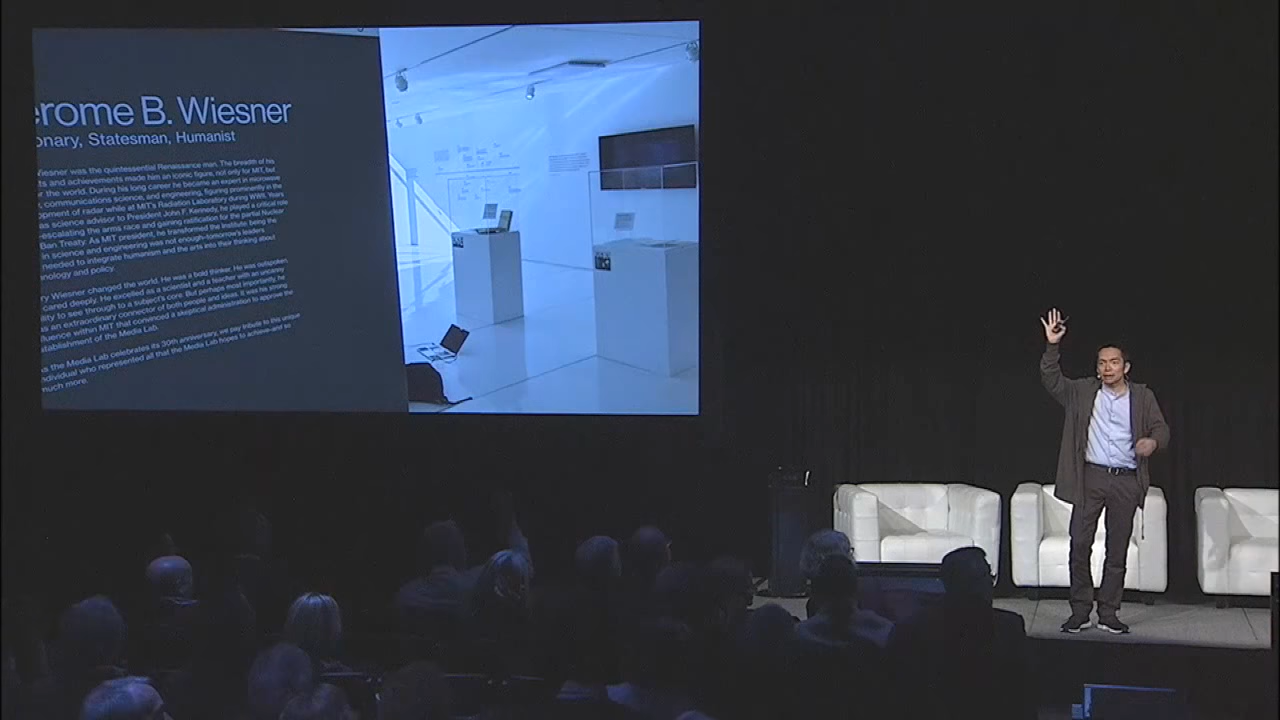 erome B. Wiesner
onary, Statesman, Humanist
Wiesner was the quintessential Renaissance man. The breadth of his
ts and achievements made him an iconic figure, not only for MIT, but
r the world. During his long career he became an expert in microwave
, communications science, and engineering, figuring prominently in the
opment of radar while at MIT's Radiation Laboratory during WWII. Years
as science advisor to President John F. Kennedy, he played a critical role
-escalating the arms race and gaining ratification for the partial Nuclear
Ban Treaty. As MIT president, he transformed the Institute: being the
in science and engineering was not enough–tomorrow's leaders
needed to integrate humanism and the arts into their thinking about
nology and policy.
ry Wiesner changed the world. He was a bold thinker. He was outspoken.
cared deeply. He excelled as a scientist and a teacher with an uncanny
ility to see through to a subject's core. But perhaps most importantly, he
s an extraordinary connector of both people and ideas. It was his strong
fluence within MIT that convinced a skeptical administration to approve the
stablishment of the Media Lab.
s the Media Lab celebrates its 30th anniversary, we pay tribute to this unique
ndividual who represented all that the Media Lab hopes to achieve–and so
much more.